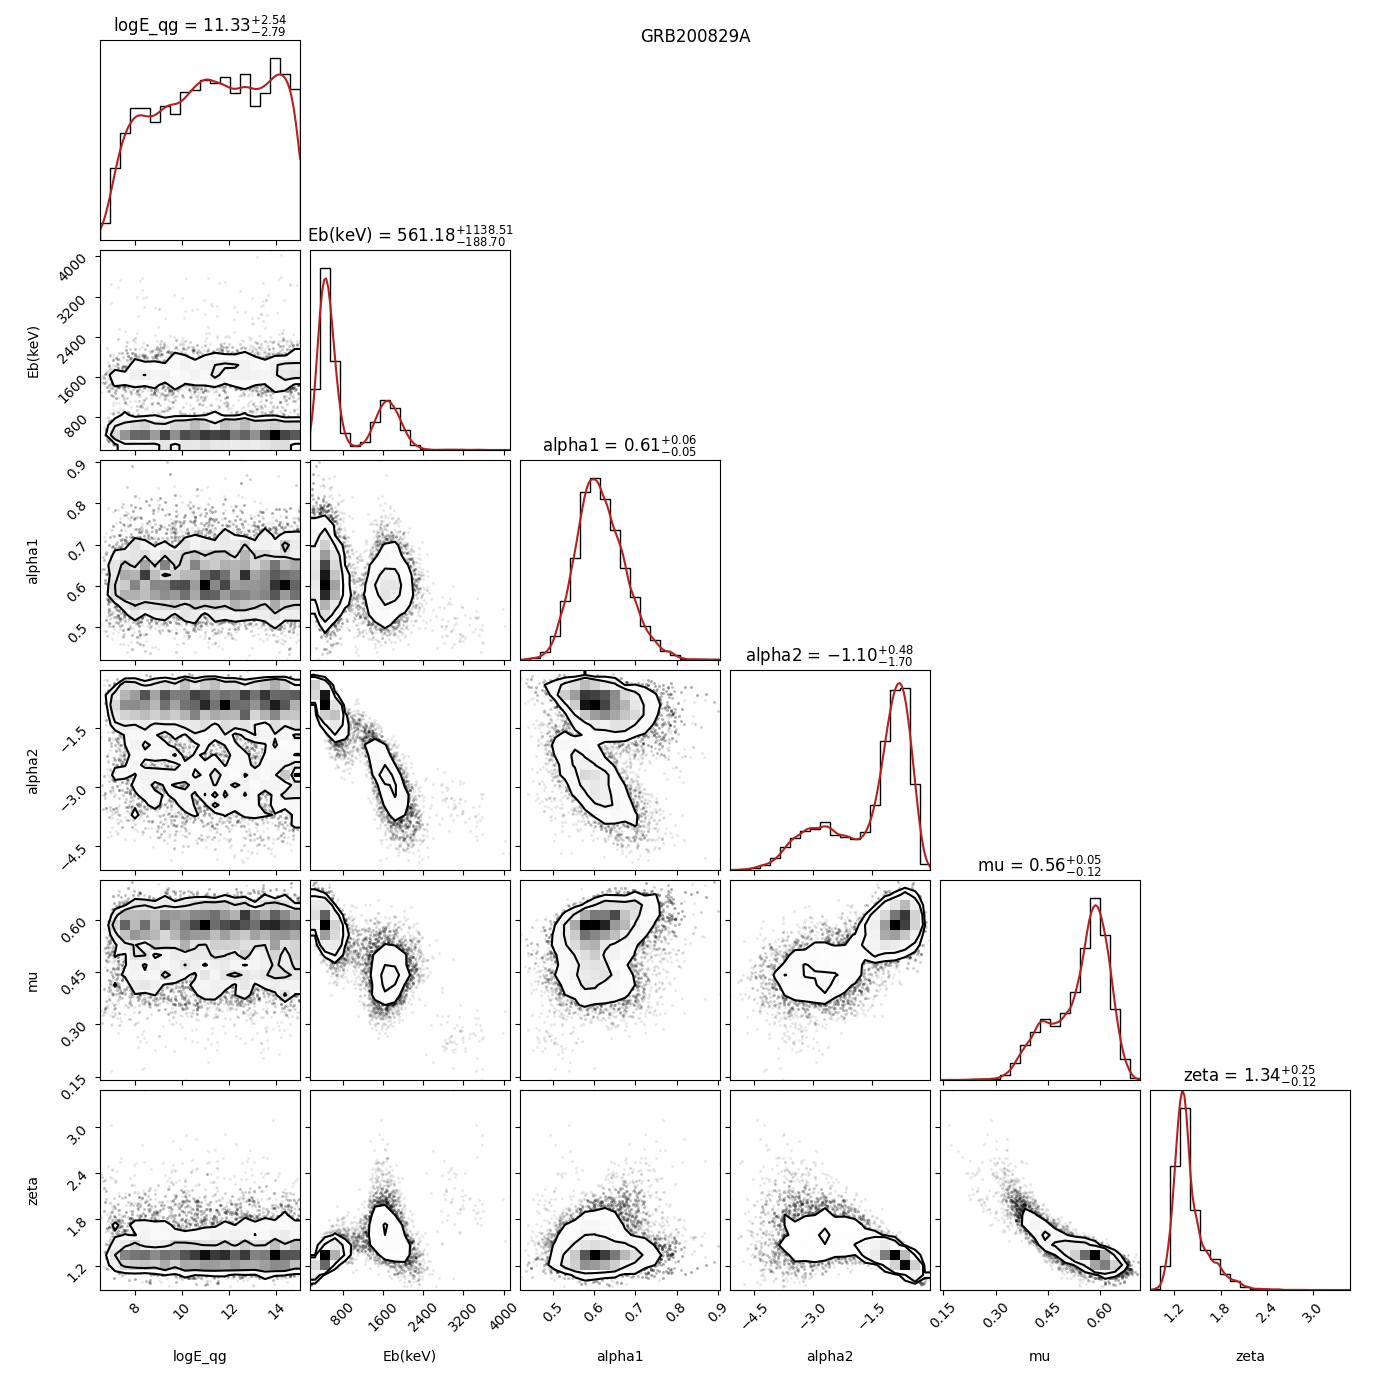 logE_qg = 11.33+2.54 −2.79
GRB200829A
Eb(keV) = 561.18+1138.51 −188.70
4000
3200
2400
1600
800
Eb(keV)
alpha1 = 0.61+0.06 −0.05
0.9
0.8
0.7
0.6
0.5
alpha1
alpha2 = −1.10+0.48 −1.70
−1.5
−3.0
−4.5
alpha2
mu = 0.56+0.05 −0.12
0.60
0.45
0.30
0.15
mu
zeta = 1.34+0.25 −0.12
3.0
2.4
1.8
1.2
zeta
8 10 12 14 800 1600 2400 3200 4000 0.5 0.6 0.7 0.8 0.9 −4.5 −3.0 −1.5 0.15 0.30 0.45 0.60 1.2 1.8 2.4 3.0
logE_qg Eb(keV) alpha1 alpha2 mu zeta